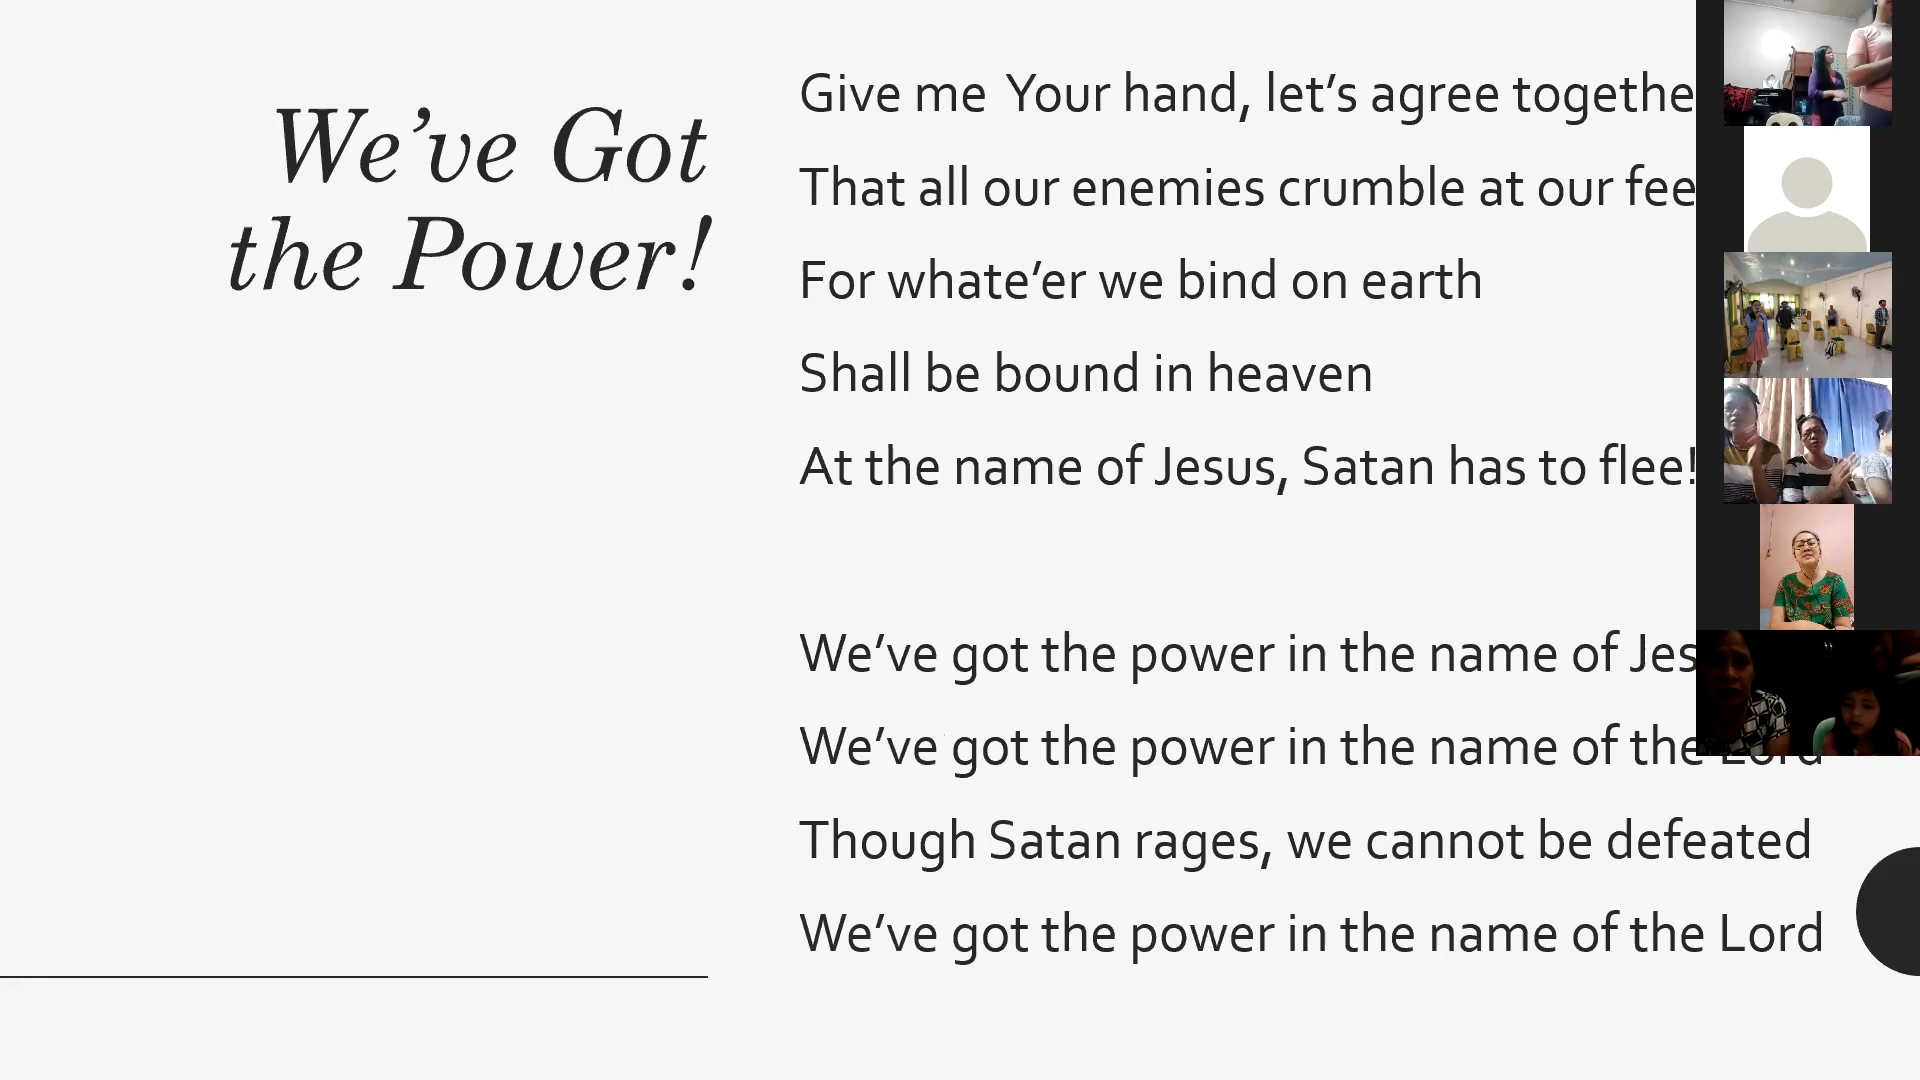 We’ve Got
the Power!
Give me Your hand, let’s agree togethe
That all our enemies crumble at our fee
For whate’er we bind on earth
Shall be bound in heaven
At the name of Jesus, Satan has to flee!
We’ve got the power in the name of Jes
We’ve got the power in the name of the Lord
Though Satan rages, we cannot be defeated
We’ve got the power in the name of the Lord